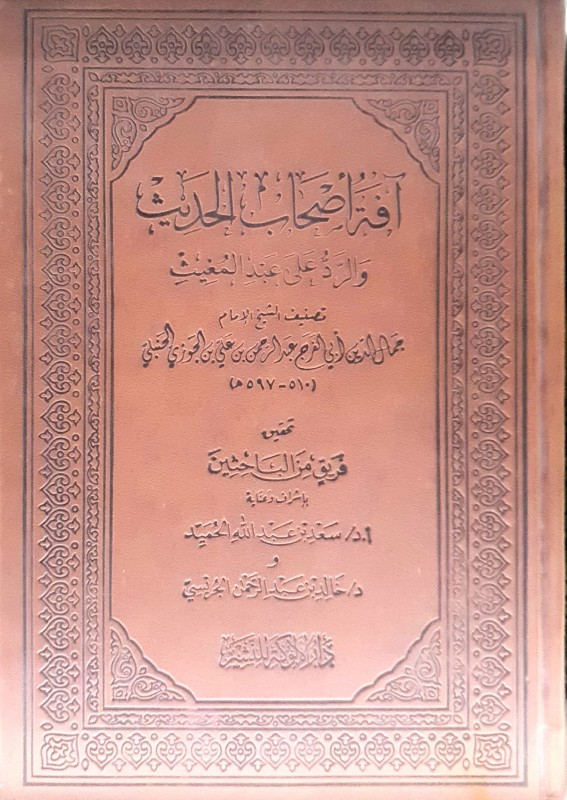 آفة أصحاب الحديث
والرد على عبد المغيث
تصنيف الشيخ الإمام
جمال الدين أبي الفرج عبد الرحمن بن علي بن الجوزي الحنبلي
(٥١٠-٥٩٧هـ)
تحقيق
فريق من الباحثين
بإشراف وعناية
أ.د/ سعد بن عبد الله الحميد
و
د/ خالد بن عبد الرحمن الجريسي
دار الألوكة للنشر